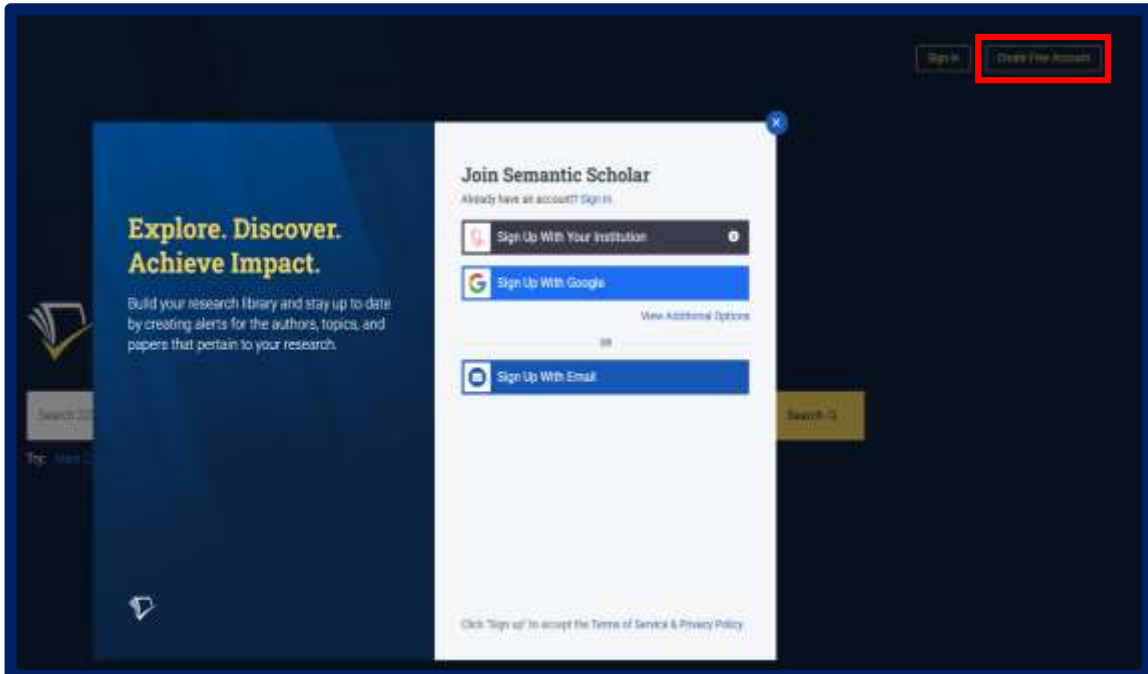 Sign In
Create Free Account
Join Semantic Scholar
Already have an account? Sign In
Sign Up With Your Institution
Sign Up With Google
View Additional Options
OR
Sign Up With Email
Click "Sign up" to accept the Terms of Service & Privacy Policy
Explore. Discover.
Achieve Impact.
Build your research library and stay up to date
by creating alerts for the authors, topics, and
papers that pertain to your research.
Search
Search
Try: